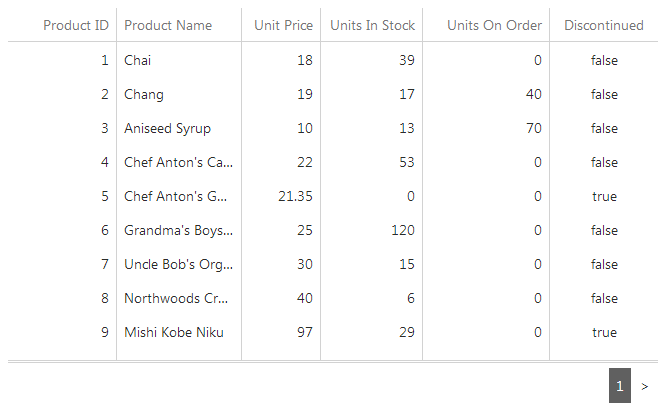 Product ID Product Name Unit Price Units In Stock Units On Order Discontinued
1 Chai 18 39 0 false
2 Chang 19 17 40 false
3 Aniseed Syrup 10 13 70 false
4 Chef Anton's Ca... 22 53 0 false
5 Chef Anton's G... 21.35 0 0 true
6 Grandma's Boys... 25 120 0 false
7 Uncle Bob's Org... 30 15 0 false
8 Northwoods Cr... 40 6 0 false
9 Mishi Kobe Niku 97 29 0 true
1 >